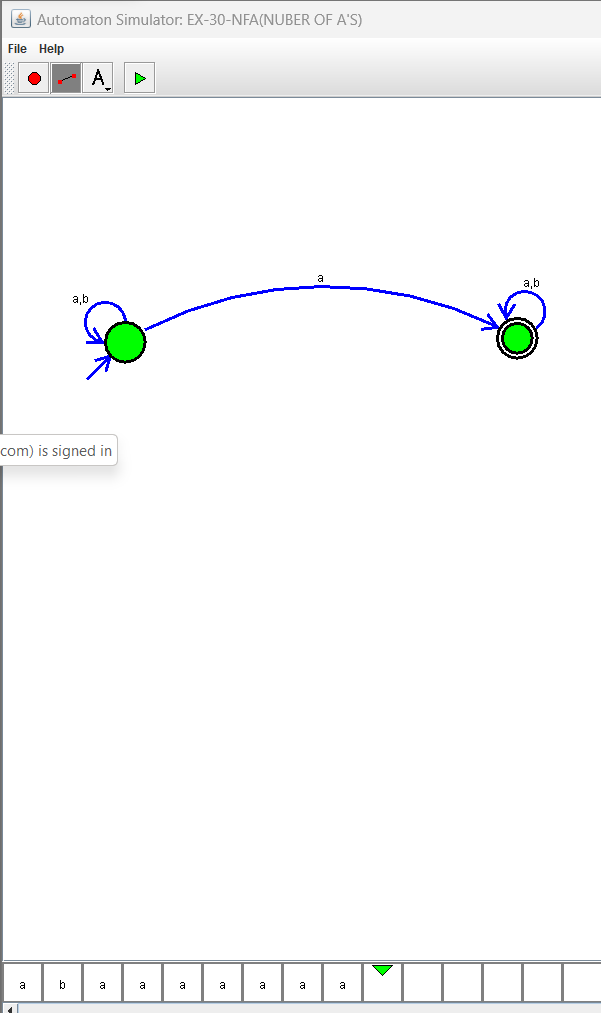 Automaton Simulator: EX-30-NFA(NUBER OF A'S)
File Help
A
a
a,b
a,b
com) is signed in
a b a a a a a a a